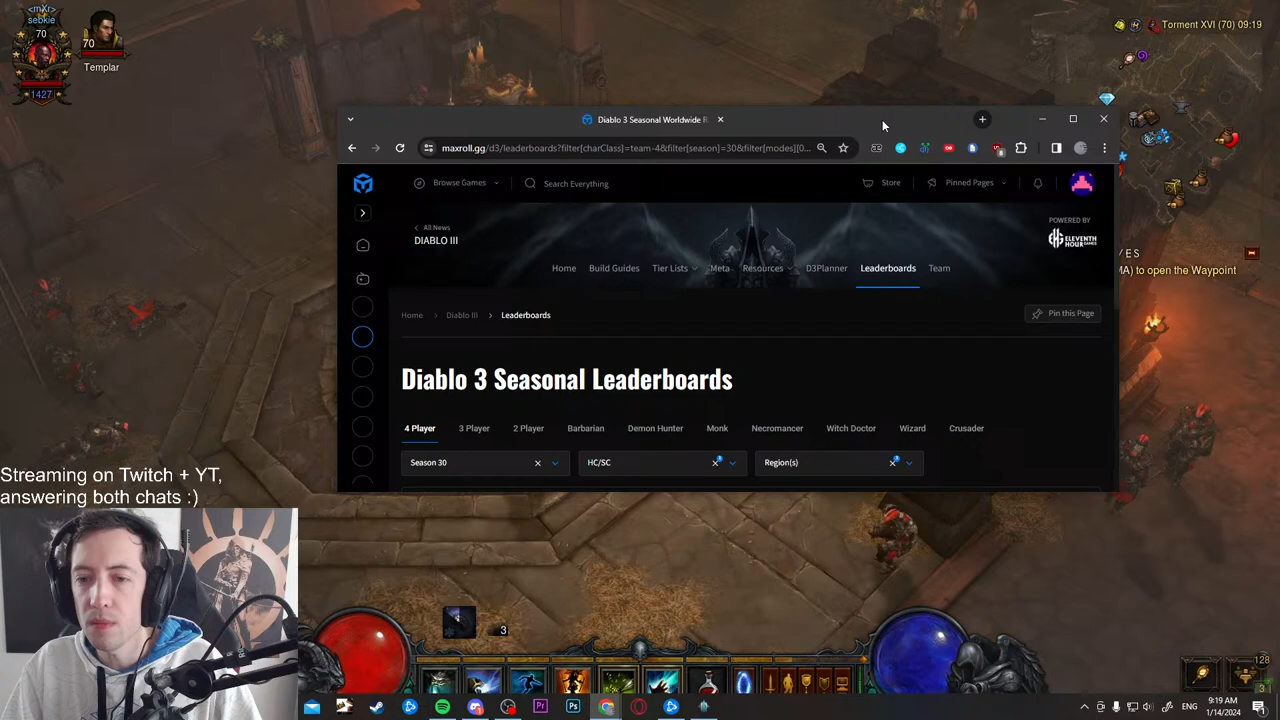 <mXr>
sebkie
70
1427
70
Templar
Torment XVI (70) 09:19
Diablo 3 Seasonal Worldwide R
maxroll.gg/d3/leaderboards?filter[charClass]=team-4&filter[season]=30&filter[modes][0...
Browse Games
Search Everything
Store
Pinned Pages
All News
DIABLO III
POWERED BY
ELEVENTH
HOUR GAMES
Home
Build Guides
Tier Lists
Meta
Resources
D3Planner
Leaderboards
Team
YES
MA) to open the Waypoint
Home
Diablo III
Leaderboards
Pin this Page
Diablo 3 Seasonal Leaderboards
4 Player
3 Player
2 Player
Barbarian
Demon Hunter
Monk
Necromancer
Witch Doctor
Wizard
Crusader
Season 30
HC/SC
Region(s)
Streaming on Twitch + YT,
answering both chats :)
3
128
3
ENG
9:19 AM
1/14/2024